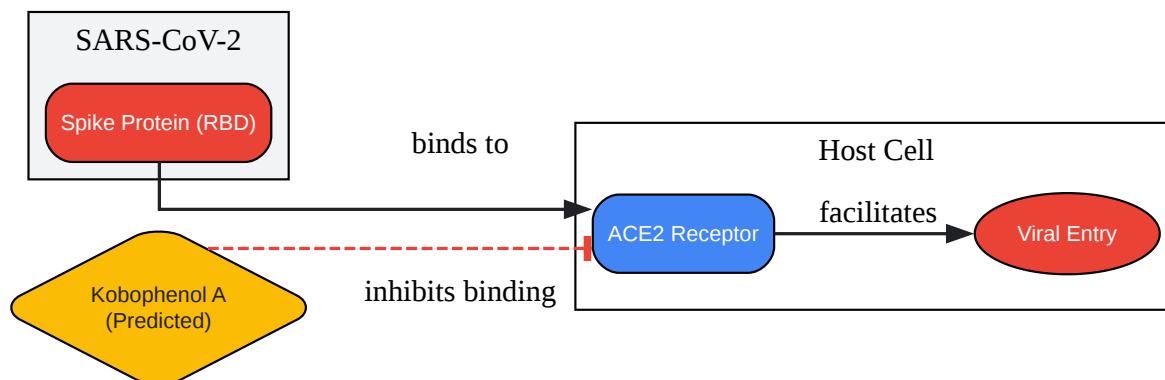 SARS-CoV-2
Spike Protein (RBD)
binds to
Host Cell
ACE2 Receptor
facilitates
Viral Entry
inhibits binding
Kobophenol A
(Predicted)